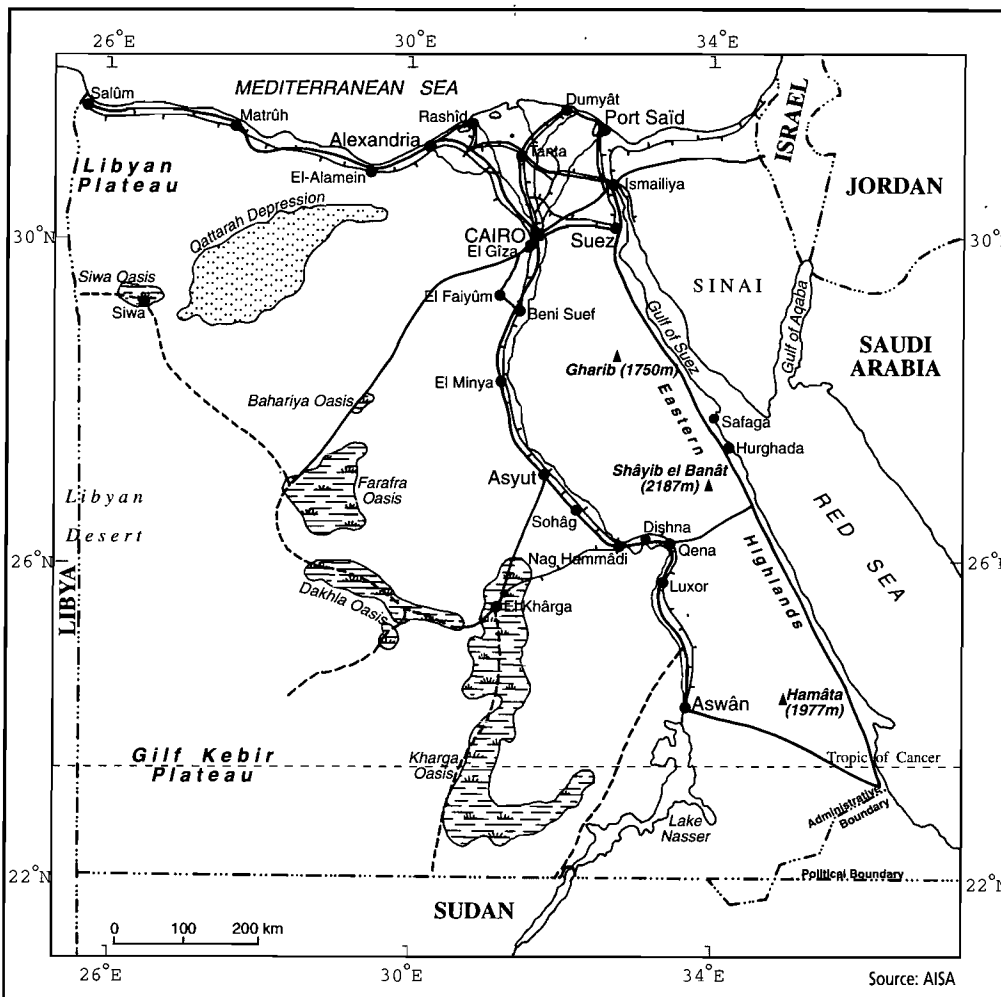 26°E
30°E
34°E
MEDITERRANEAN SEA
Salûm
Matrûh
Rashîd
Dumyât
Port Saïd
Alexandria
Tanta
El-Alamein
Ismailiya
ISRAEL
JORDAN
Libyan
Plateau
Qattarah Depression
30°N
30°N
CAIRO
El Gîza
Suez
SINAI
Siwa Oasis
Siwa
El Faiyûm
Beni Suef
Gulf of Suez
Gulf of Aqaba
SAUDI
ARABIA
Gharib (1750m)
El Minya
Eastern
Highlands
Bahariya Oasis
Safaga
Hurghada
Farafra
Oasis
Asyut
Shâyib el Banât
(2187m)
RED SEA
Libyan
Desert
Sohâg
Dishna
Nag Hammâdi
Qena
26°N
26°N
LIBYA
Dakhla Oasis
El Khârga
Luxor
Aswân
Hamâta
(1977m)
Gilf Kebir
Plateau
Kharga
Oasis
Tropic of Cancer
Administrative
Boundary
Lake
Nasser
22°N
Political Boundary
22°N
SUDAN
0 100 200 km
26°E
30°E
34°E
Source: AISA